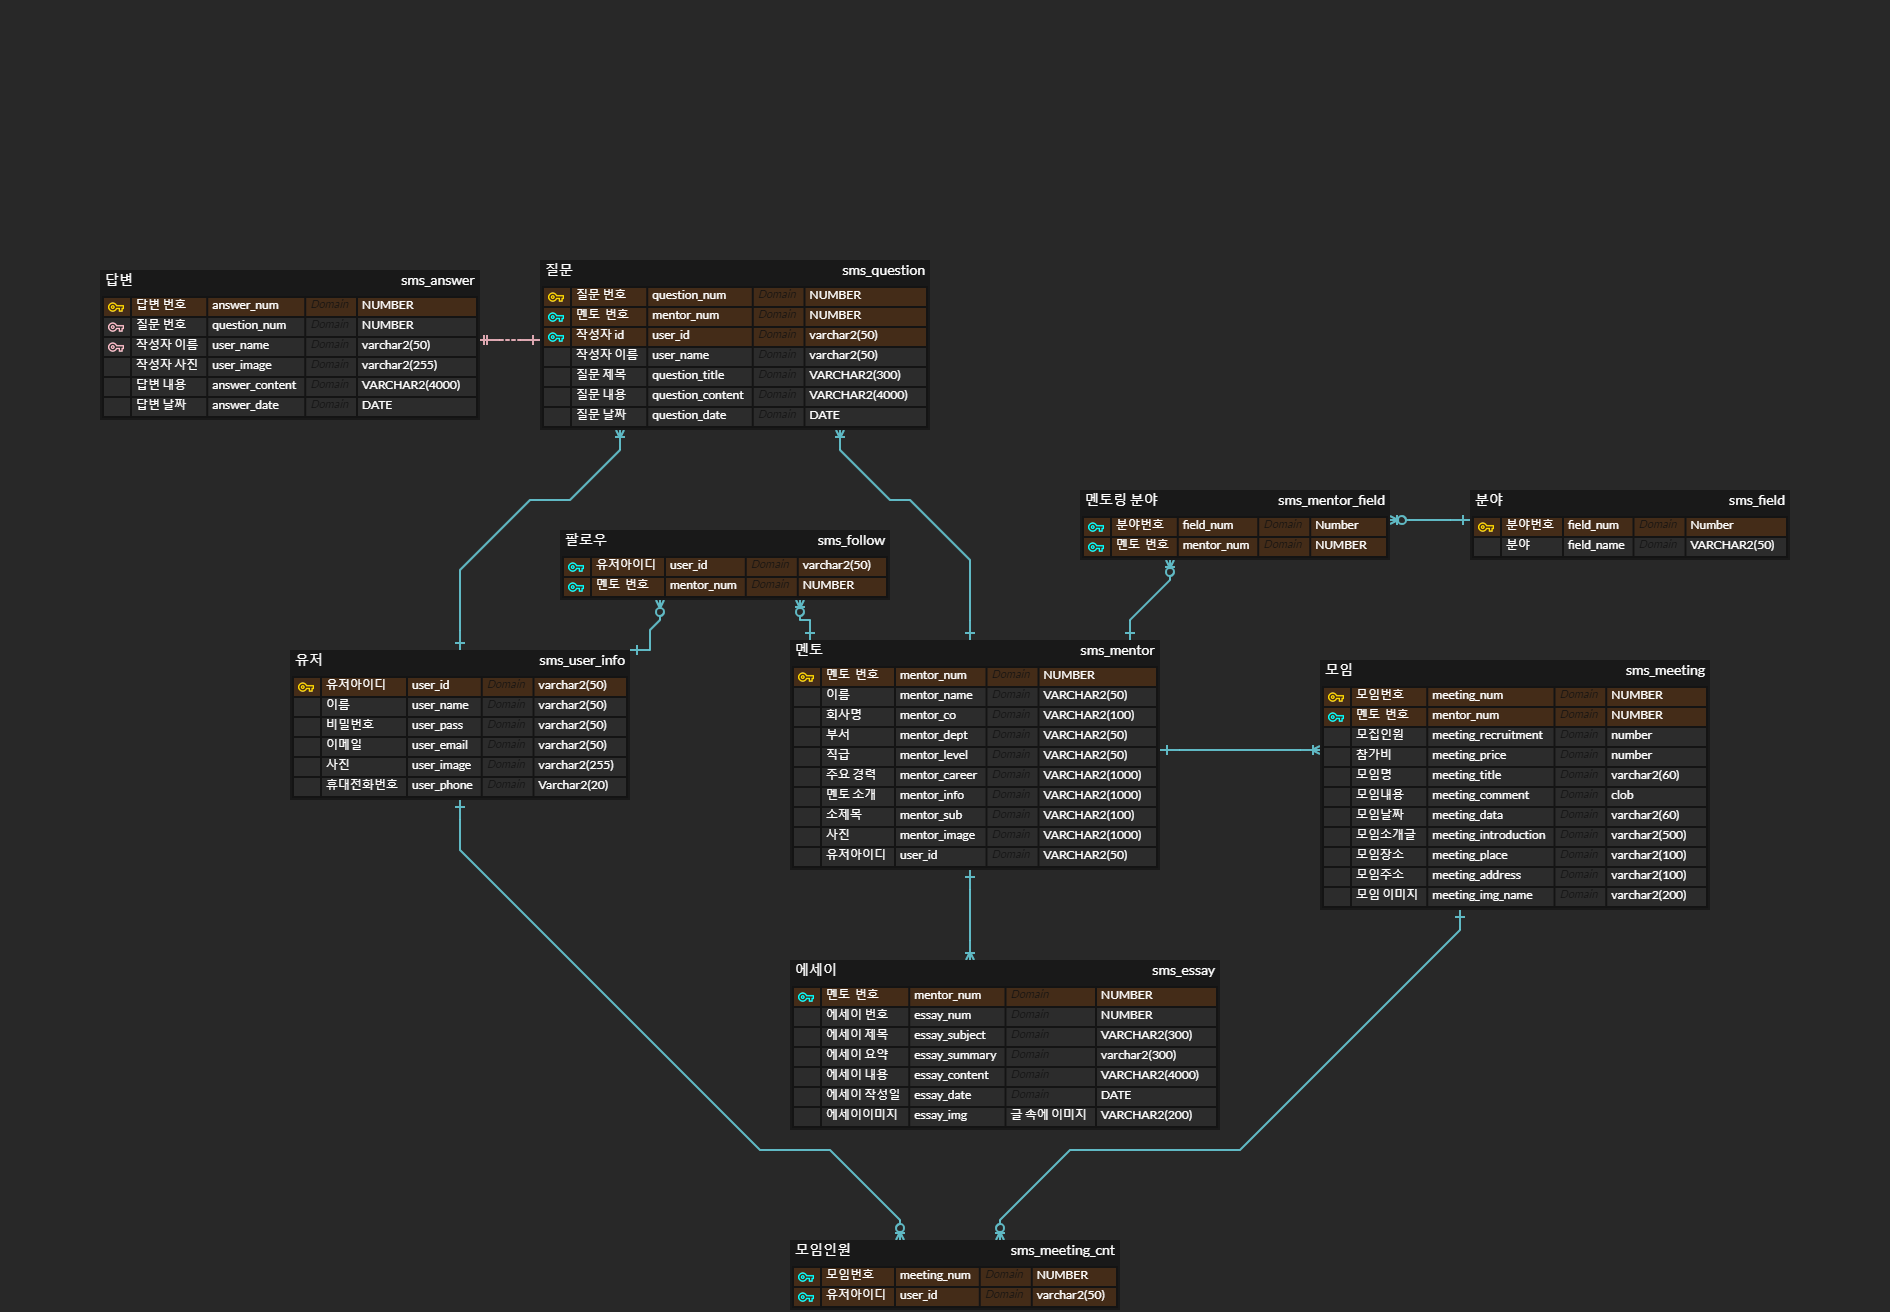 답변 sms_answer
답변 번호 answer_num Domain NUMBER
질문 번호 question_num Domain NUMBER
작성자 이름 user_name Domain varchar2(50)
작성자 사진 user_image Domain varchar2(255)
답변 내용 answer_content Domain VARCHAR2(4000)
답변 날짜 answer_date Domain DATE
질문 sms_question
질문 번호 question_num Domain NUMBER
멘토 번호 mentor_num Domain NUMBER
작성자 id user_id Domain varchar2(50)
작성자 이름 user_name Domain varchar2(50)
질문 제목 question_title Domain VARCHAR2(300)
질문 내용 question_content Domain VARCHAR2(4000)
질문 날짜 question_date Domain DATE
멘토링 분야 sms_mentor_field
분야번호 field_num Domain Number
멘토 번호 mentor_num Domain NUMBER
분야 sms_field
분야번호 field_num Domain Number
분야 field_name Domain VARCHAR2(50)
팔로우 sms_follow
유저아이디 user_id Domain varchar2(50)
멘토 번호 mentor_num Domain NUMBER
유저 sms_user_info
유저아이디 user_id Domain varchar2(50)
이름 user_name Domain varchar2(50)
비밀번호 user_pass Domain varchar2(50)
이메일 user_email Domain varchar2(50)
사진 user_image Domain varchar2(255)
휴대전화번호 user_phone Domain Varchar2(20)
멘토 sms_mentor
멘토 번호 mentor_num Domain NUMBER
이름 mentor_name Domain VARCHAR2(50)
회사명 mentor_co Domain VARCHAR2(100)
부서 mentor_dept Domain VARCHAR2(50)
직급 mentor_level Domain VARCHAR2(50)
주요 경력 mentor_career Domain VARCHAR2(1000)
멘토 소개 mentor_info Domain VARCHAR2(1000)
소제목 mentor_sub Domain VARCHAR2(100)
사진 mentor_image Domain VARCHAR2(1000)
유저아이디 user_id Domain VARCHAR2(50)
모임 sms_meeting
모임번호 meeting_num Domain NUMBER
멘토 번호 mentor_num Domain NUMBER
모집인원 meeting_recruitment Domain number
참가비 meeting_price Domain number
모임명 meeting_title Domain varchar2(60)
모임내용 meeting_comment Domain clob
모임날짜 meeting_data Domain varchar2(60)
모임소개글 meeting_introduction Domain varchar2(500)
모임장소 meeting_place Domain varchar2(100)
모임주소 meeting_address Domain varchar2(100)
모임 이미지 meeting_img_name Domain varchar2(200)
에세이 sms_essay
멘토 번호 mentor_num Domain NUMBER
에세이 번호 essay_num Domain NUMBER
에세이 제목 essay_subject Domain VARCHAR2(300)
에세이 요약 essay_summary Domain varchar2(300)
에세이 내용 essay_content Domain VARCHAR2(4000)
에세이 작성일 essay_date Domain DATE
에세이이미지 essay_img 글 속에 이미지 VARCHAR2(200)
모임인원 sms_meeting_cnt
모임번호 meeting_num Domain NUMBER
유저아이디 user_id Domain varchar2(50)